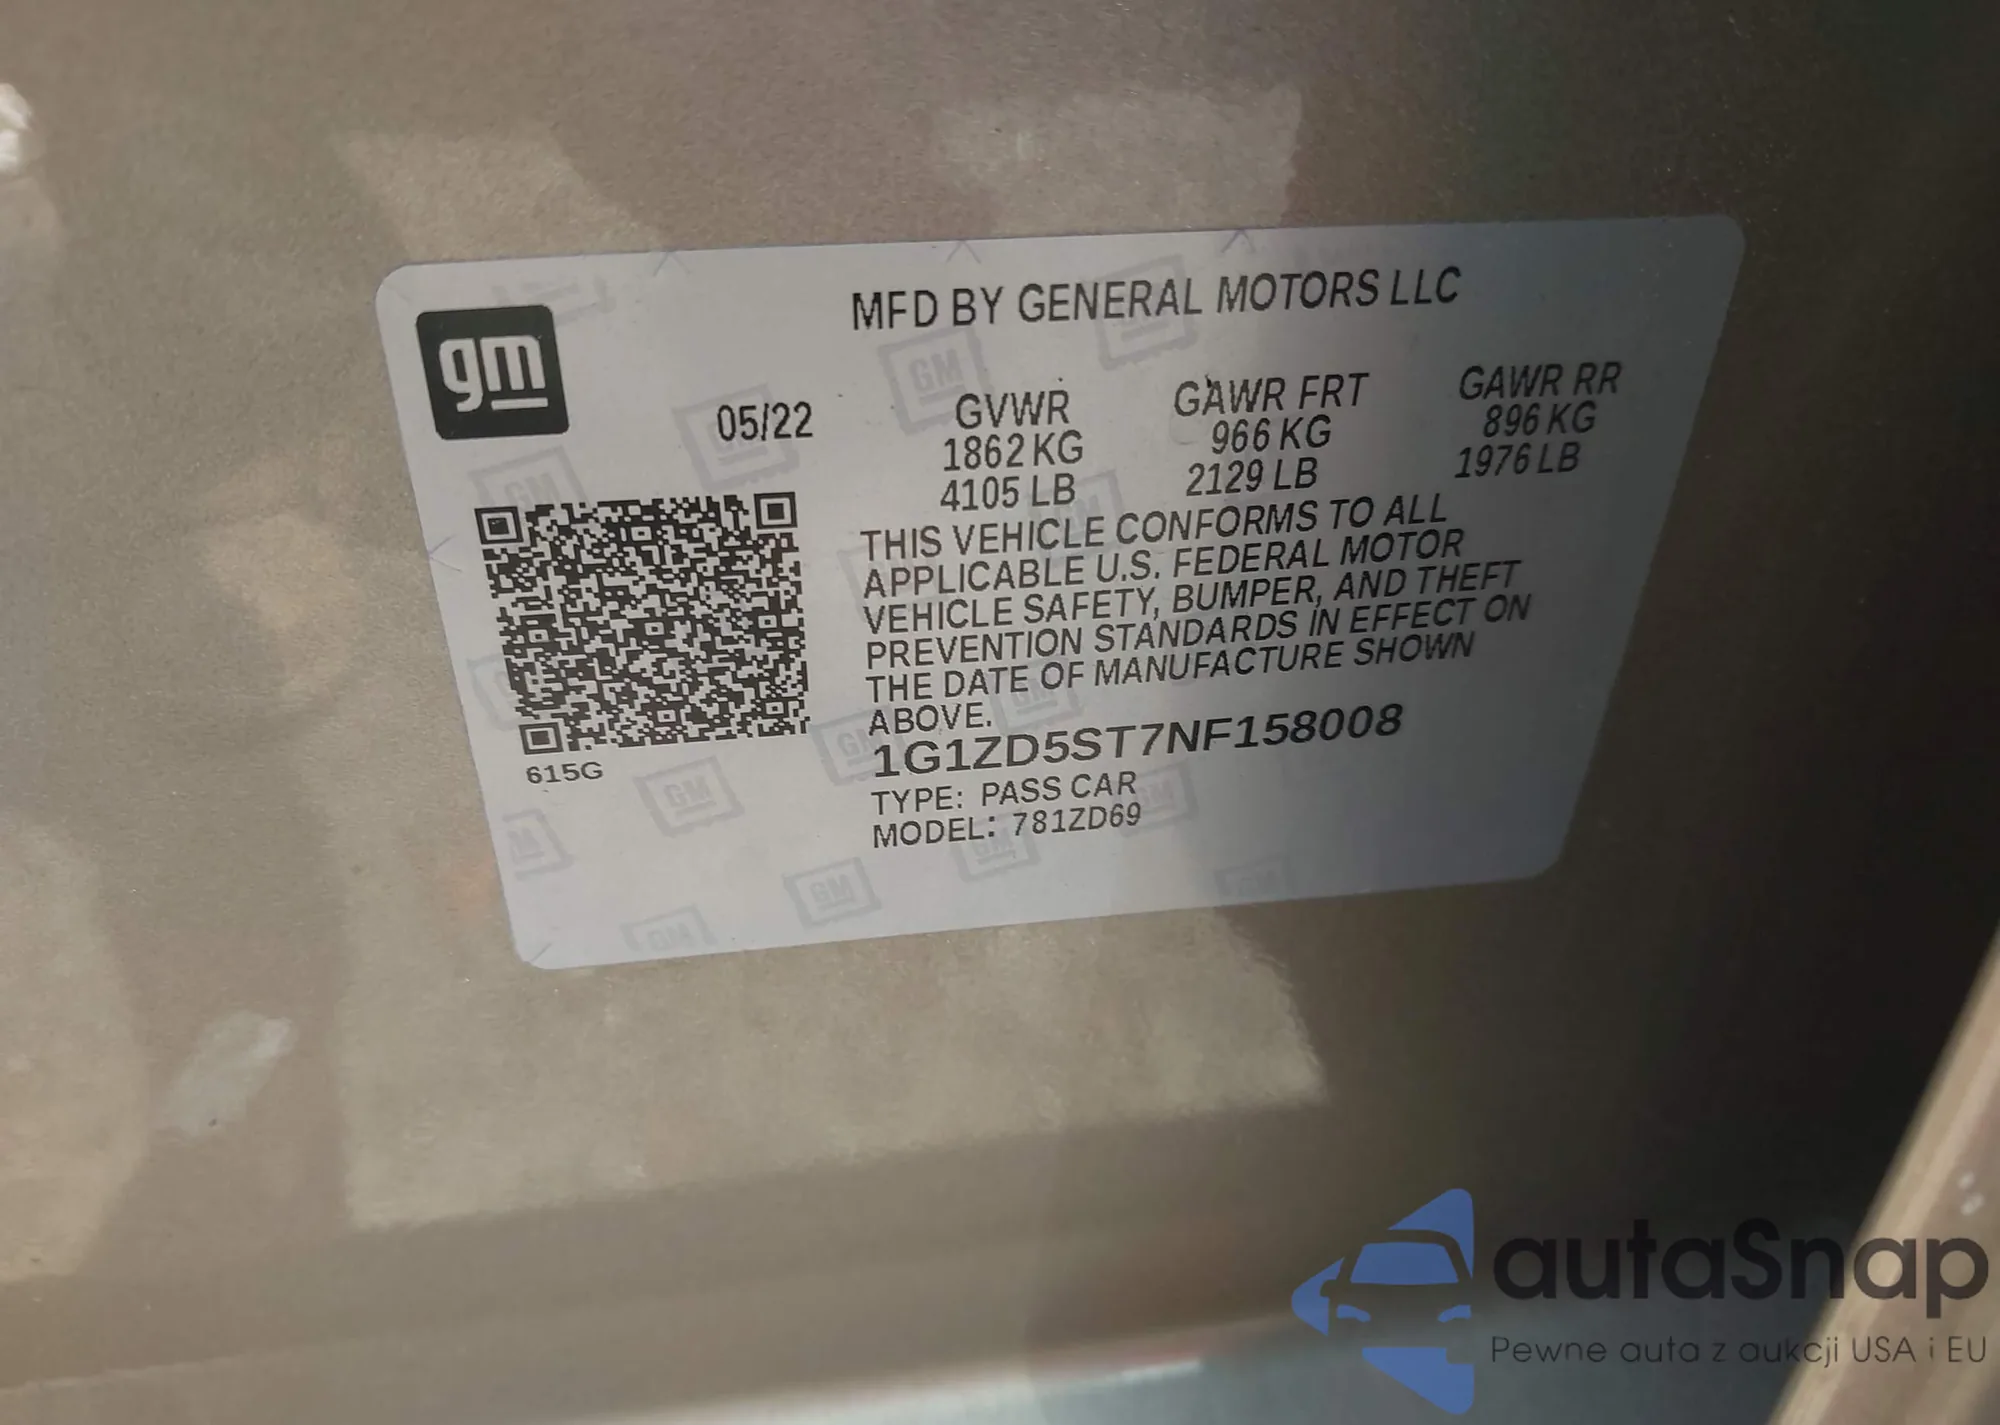 gm
MFD BY GENERAL MOTORS LLC
05/22
GVWR
1862 KG
4105 LB
GAWR FRT
966 KG
2129 LB
GAWR RR
896 KG
1976 LB
THIS VEHICLE CONFORMS TO ALL
APPLICABLE U.S. FEDERAL MOTOR
VEHICLE SAFETY, BUMPER, AND THEFT
PREVENTION STANDARDS IN EFFECT ON
THE DATE OF MANUFACTURE SHOWN
ABOVE.
1G1ZD5ST7NF158008
TYPE: PASS CAR
MODEL: 781ZD69
615G
autaSnap
Pewne auta z aukcji USA i EU